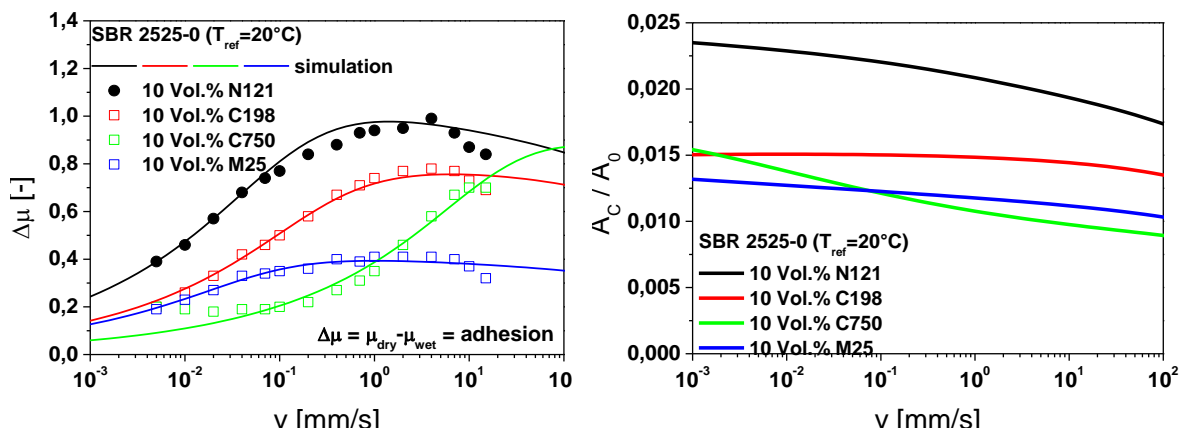 1,4
1,2
1,0
0,8
0,6
0,4
0,2
0,0
Δμ [-]
SBR 2525-0 (T_ref=20°C)
simulation
10 Vol.% N121
10 Vol.% C198
10 Vol.% C750
10 Vol.% M25
Δμ = μ_dry-μ_wet = adhesion
10^-3 10^-2 10^-1 10^0 10^1 10
v [mm/s]
0,025
0,020
0,015
0,010
0,005
0,000
A_C / A_0
SBR 2525-0 (T_ref=20°C)
10 Vol.% N121
10 Vol.% C198
10 Vol.% C750
10 Vol.% M25
10^-3 10^-2 10^-1 10^0 10^1 10^2
v [mm/s]